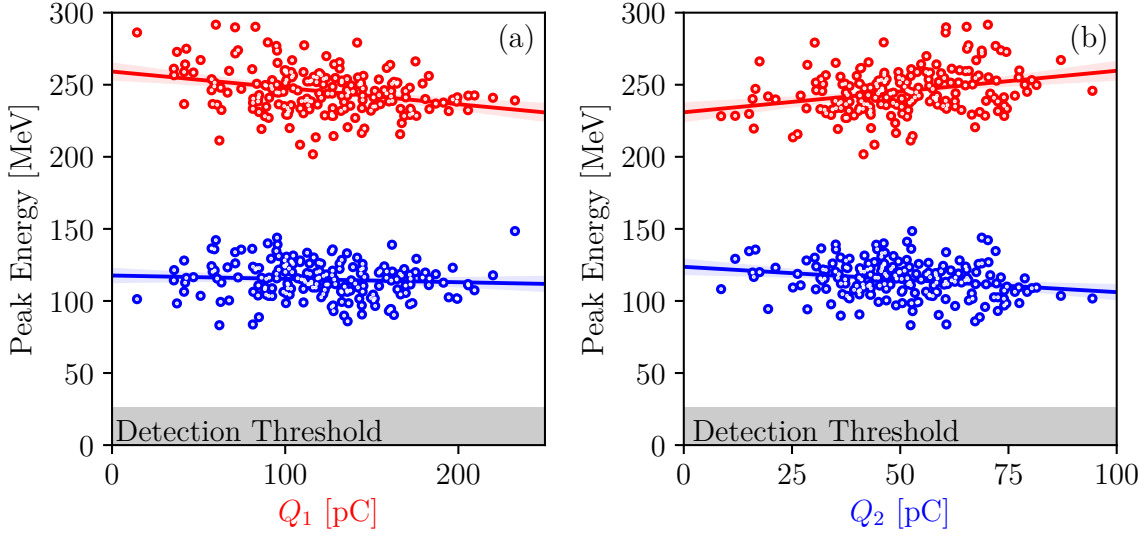 300
250
200
150
100
50
0
Peak Energy [MeV]
(a)
Detection Threshold
0
100
200
Q₁ [pC]
300
250
200
150
100
50
0
Peak Energy [MeV]
(b)
Detection Threshold
0
25
50
75
100
Q₂ [pC]